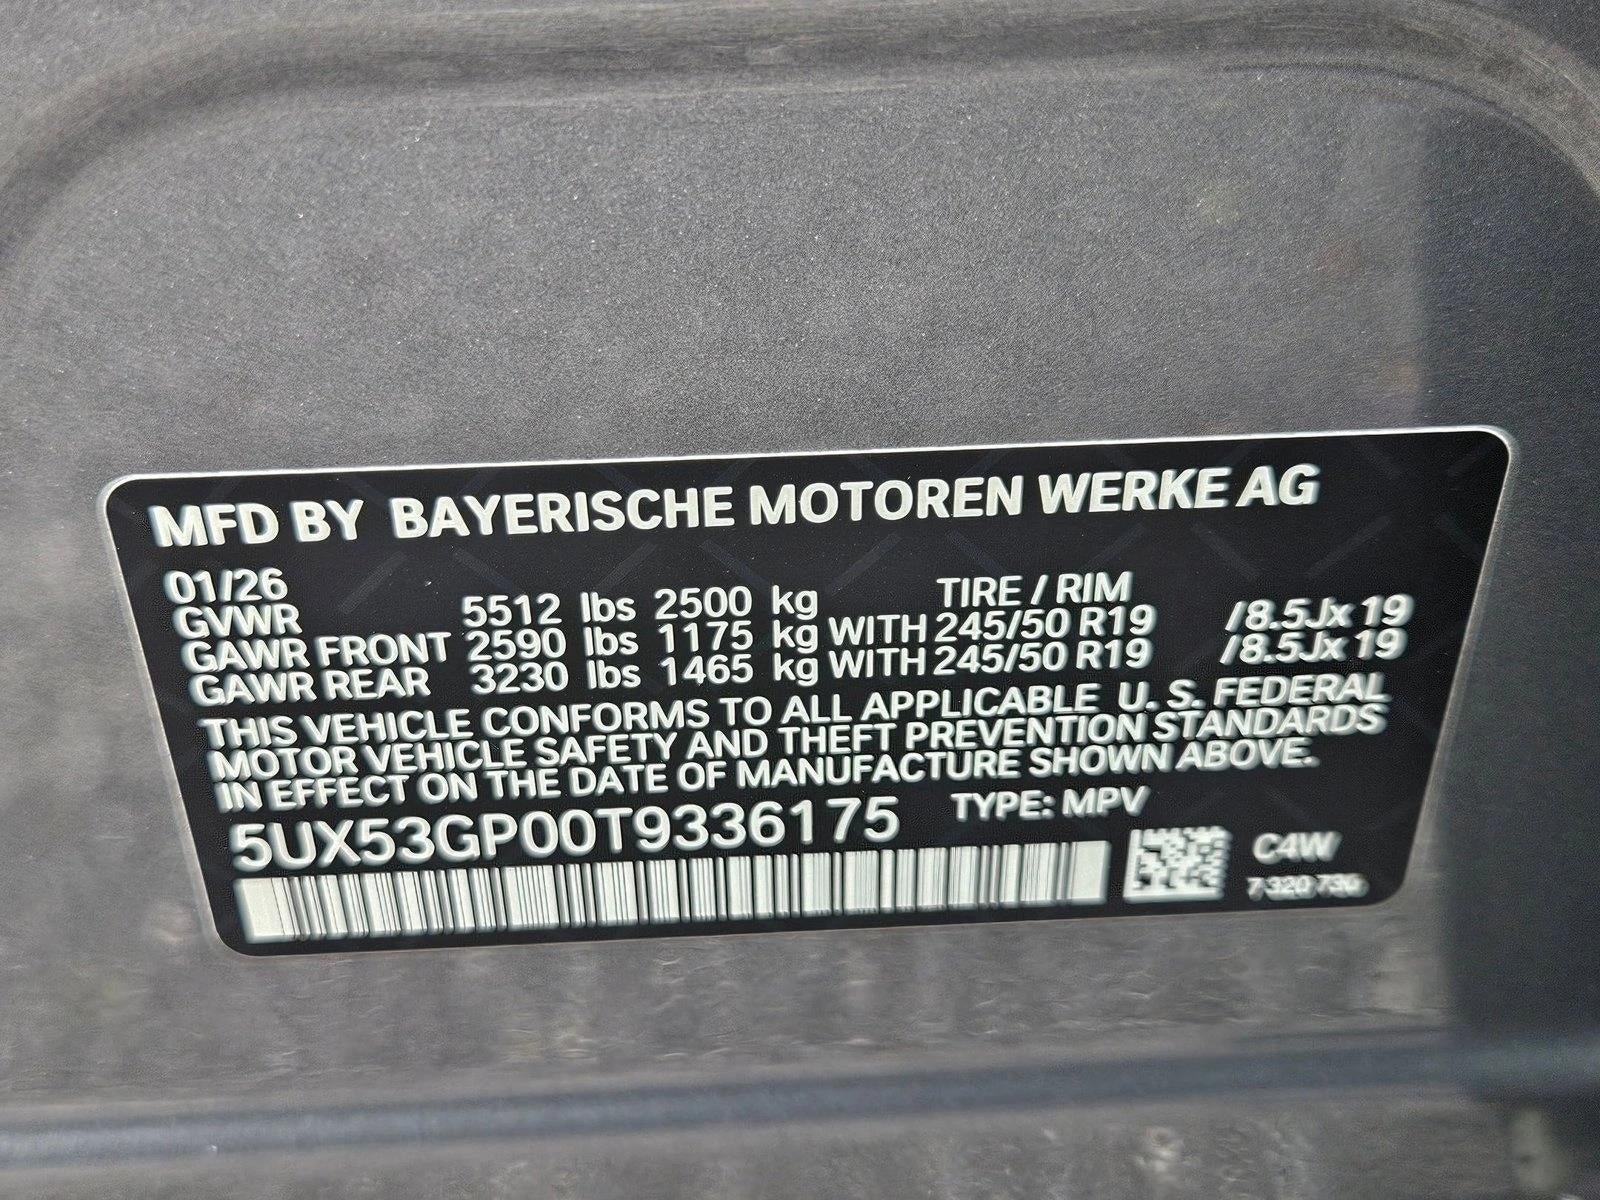 MFD BY BAYERISCHE MOTOREN WERKE AG
01/26 TIRE / RIM
GVWR 5512 lbs 2500 kg
GAWR FRONT 2590 lbs 1175 kg WITH 245/50 R19 /8.5Jx 19
GAWR REAR 3230 lbs 1465 kg WITH 245/50 R19 /8.5Jx 19
THIS VEHICLE CONFORMS TO ALL APPLICABLE U. S. FEDERAL
MOTOR VEHICLE SAFETY AND THEFT PREVENTION STANDARDS
IN EFFECT ON THE DATE OF MANUFACTURE SHOWN ABOVE.
5UX53GP00T9336175 TYPE: MPV
C4W
7 320 730